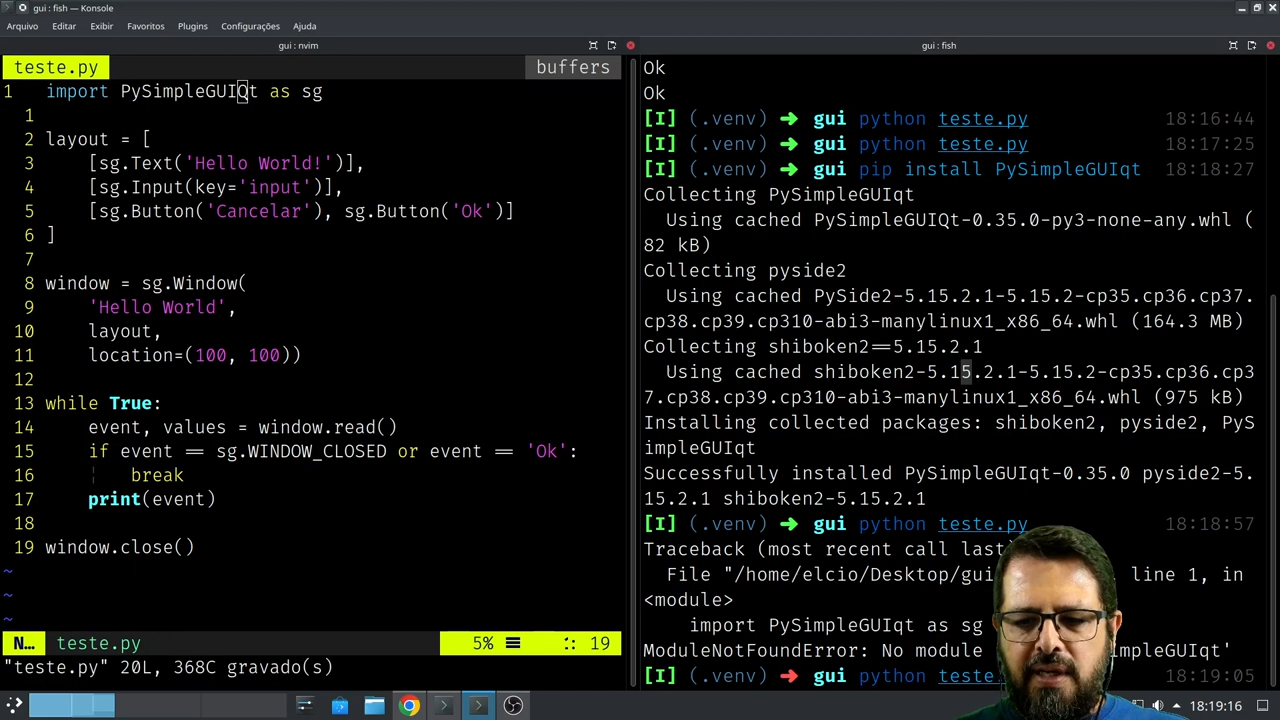 gui : fish — Konsole
Arquivo Editar Exibir Favoritos Plugins Configurações Ajuda
gui : nvim
teste.py buffers
1 import PySimpleGUIQt as sg
1
2 layout = [
3 [sg.Text('Hello World!')],
4 [sg.Input(key='input')],
5 [sg.Button('Cancelar'), sg.Button('Ok')]
6 ]
7
8 window = sg.Window(
9 'Hello World',
10 layout,
11 location=(100, 100))
12
13 while True:
14 event, values = window.read()
15 if event == sg.WINDOW_CLOSED or event == 'Ok':
16 break
17 print(event)
18
19 window.close()
~
~
~
N... teste.py 5% :: 19
"teste.py" 20L, 368C gravado(s)
gui : fish
Ok
Ok
[I] (.venv) ➜ gui python teste.py 18:16:44
[I] (.venv) ➜ gui python teste.py 18:17:25
[I] (.venv) ➜ gui pip install PySimpleGUIqt 18:18:27
Collecting PySimpleGUIqt
Using cached PySimpleGUIQt-0.35.0-py3-none-any.whl (
82 kB)
Collecting pyside2
Using cached PySide2-5.15.2.1-5.15.2-cp35.cp36.cp37.
cp38.cp39.cp310-abi3-manylinux1_x86_64.whl (164.3 MB)
Collecting shiboken2==5.15.2.1
Using cached shiboken2-5.15.2.1-5.15.2-cp35.cp36.cp3
7.cp38.cp39.cp310-abi3-manylinux1_x86_64.whl (975 kB)
Installing collected packages: shiboken2, pyside2, PyS
impleGUIqt
Successfully installed PySimpleGUIqt-0.35.0 pyside2-5.
15.2.1 shiboken2-5.15.2.1
[I] (.venv) ➜ gui python teste.py 18:18:57
Traceback (most recent call last)
File "/home/elcio/Desktop/gui line 1, in
<module>
import PySimpleGUIqt as sg
ModuleNotFoundError: No module impleGUIqt'
[I] (.venv) ➜ gui python teste. 18:19:05
18:19:16